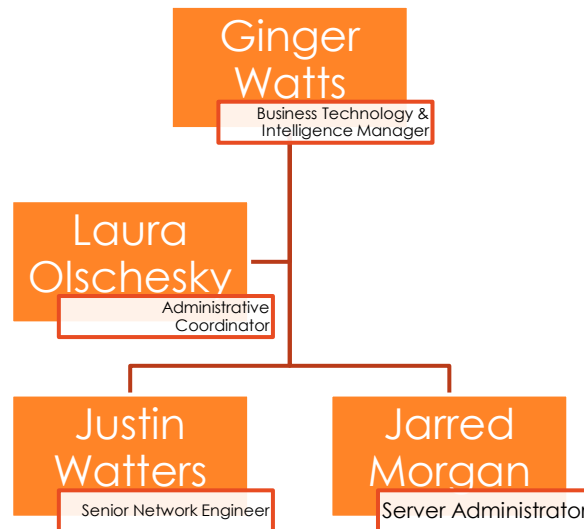 Ginger
Watts
Business Technology &
Intelligence Manager
Laura
Olschesky
Administrative
Coordinator
Justin
Watters
Senior Network Engineer
Jarred
Morgan
Server Administrator